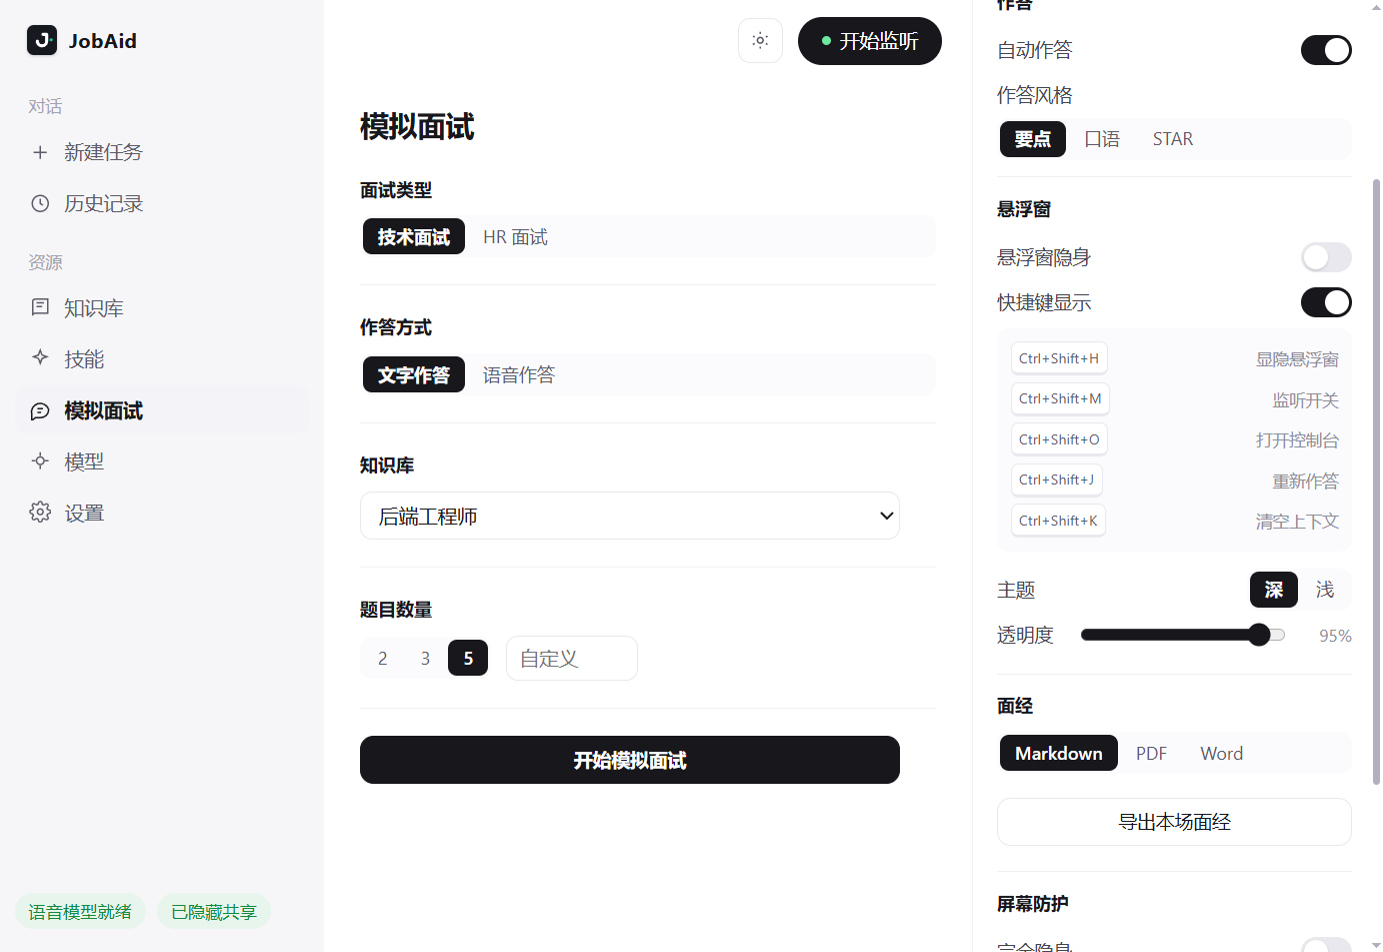 JobAid
对话
新建任务
历史记录
资源
知识库
技能
模拟面试
模型
设置
语音模型就绪
已隐藏共享
开始监听
模拟面试
面试类型
技术面试
HR 面试
作答方式
文字作答
语音作答
知识库
后端工程师
题目数量
2
3
5
自定义
开始模拟面试
作答
自动作答
作答风格
要点
口语
STAR
悬浮窗
悬浮窗隐身
快捷键显示
Ctrl+Shift+H
显隐悬浮窗
Ctrl+Shift+M
监听开关
Ctrl+Shift+O
打开控制台
Ctrl+Shift+J
重新作答
Ctrl+Shift+K
清空上下文
主题
深
浅
透明度
95%
面经
Markdown
PDF
Word
导出本场面经
屏幕防护
完全隐身